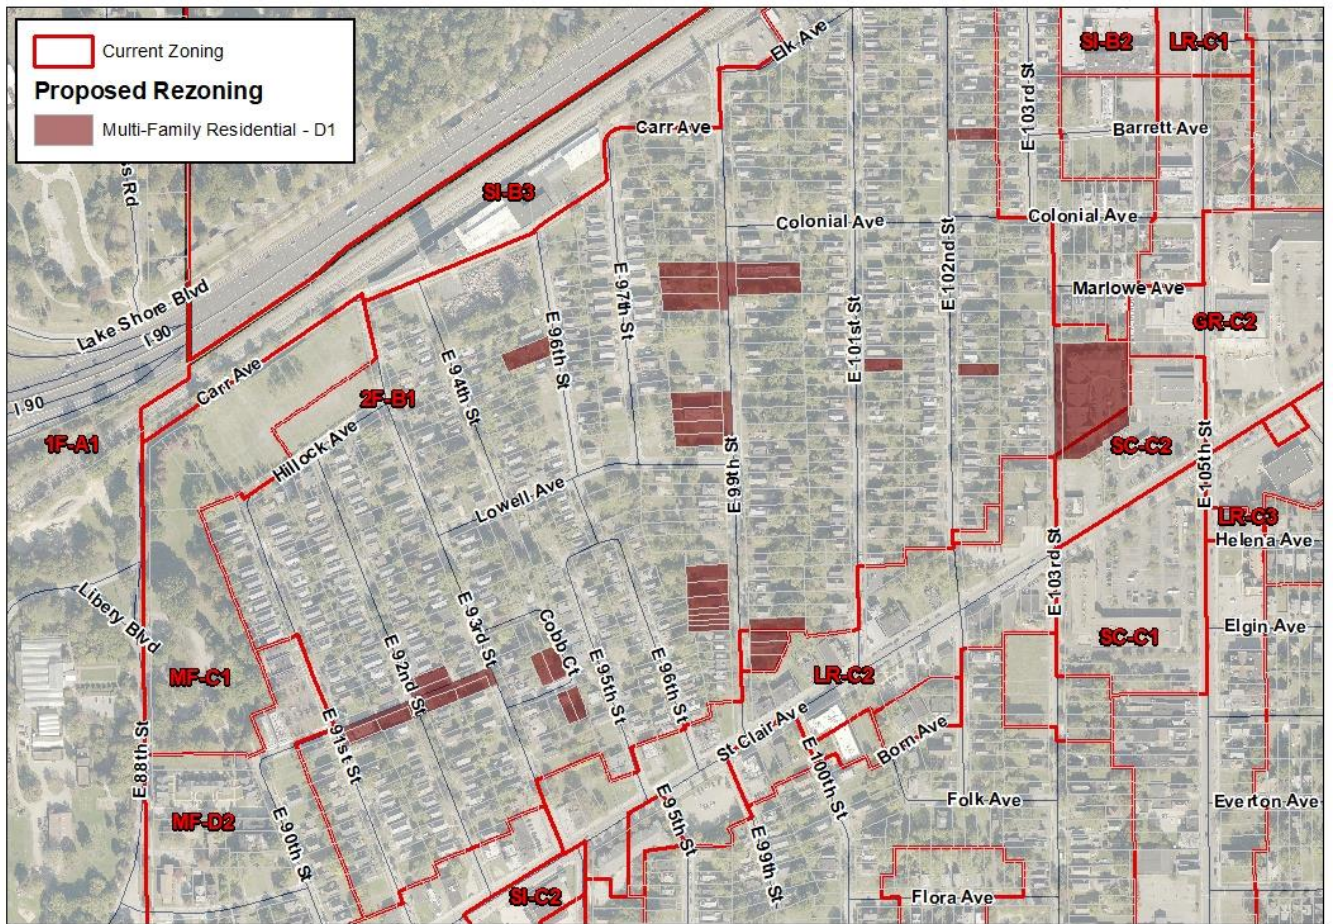 Current Zoning
Proposed Rezoning
Multi-Family Residential - D1
Elk Ave
SI-B2
LR-C1
Carr Ave
E 103rd St
Barrett Ave
s Rd
SI-B3
Colonial Ave
Colonial Ave
Lake Shore Blvd
I 90
E 97th St
E 102nd St
Marlowe Ave
GR-C2
E 96th St
E 101st St
Carr Ave
E 94th St
2F-B1
I 90
1F-A1
Hillock Ave
SC-C2
E 105th St
E 99th St
Lowell Ave
LR-C3
Helena Ave
E 103rd St
Libery Blvd
E 93rd St
Cobb Ct
Elgin Ave
SC-C1
MF-C1
E 92nd St
E 95th St
E 96th St
LR-C2
E 91st St
St Clair Ave
Born Ave
E 88th St
E 100th St
Folk Ave
Everton Ave
MF-D2
E 90th St
E 95th St
E 99th St
SI-C2
Flora Ave